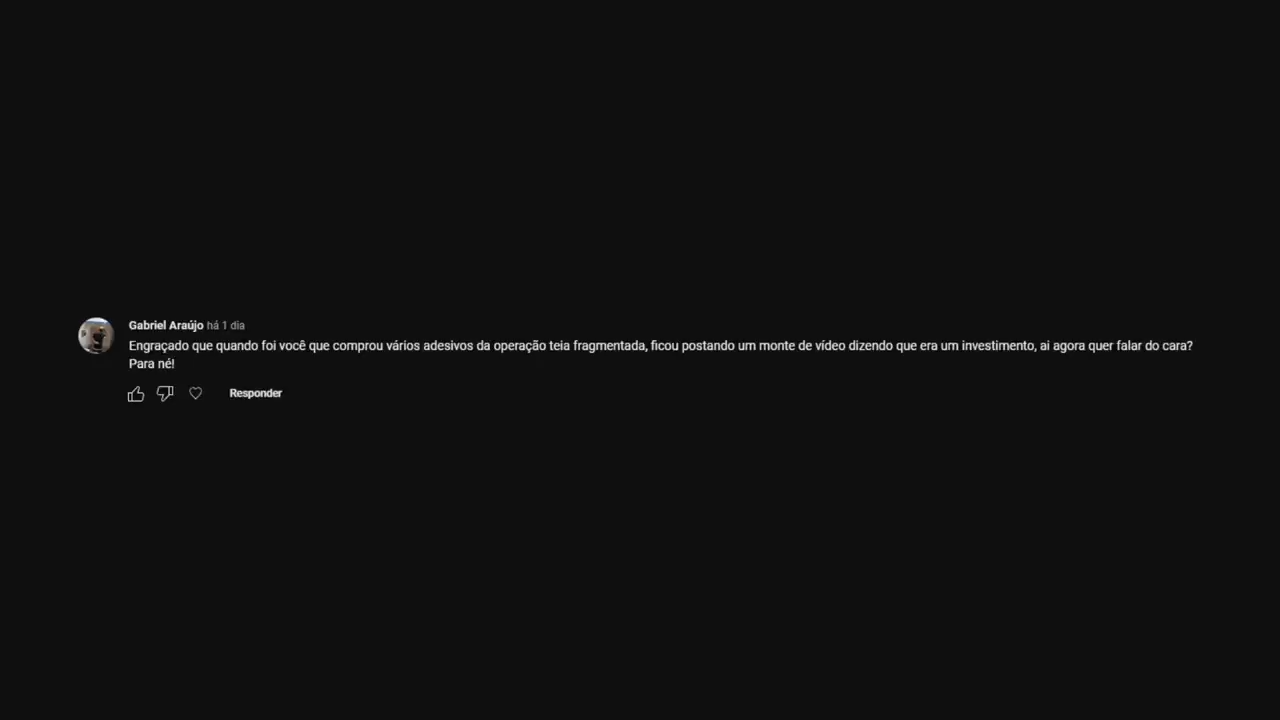 Gabriel Araújo há 1 dia
Engraçado que quando foi você que comprou vários adesivos da operação teia fragmentada, ficou postando um monte de vídeo dizendo que era um investimento, ai agora quer falar do cara?
Para né!
Responder